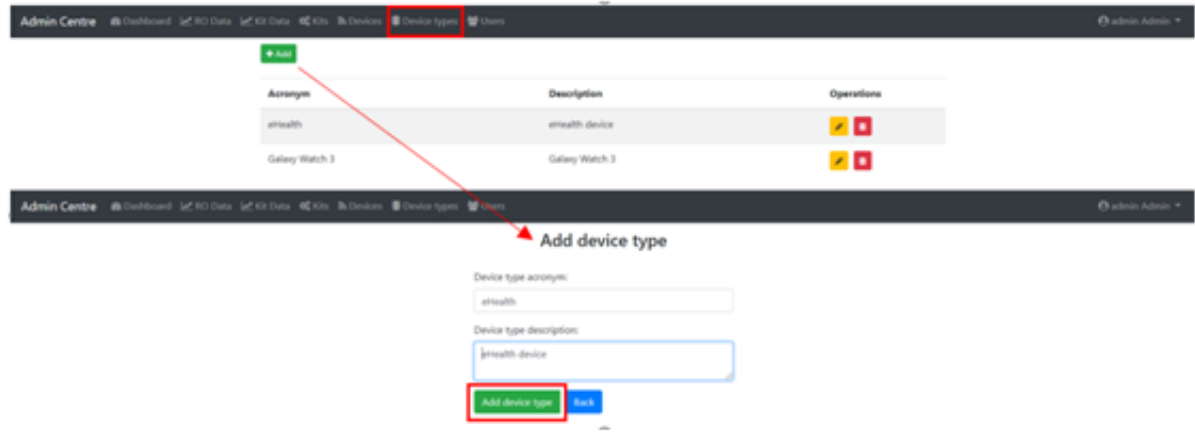 Admin Centre Dashboard RO Data Kit Data Kits Devices Device types Users admin Admin
+ Add
Acronym Description Operations
eHealth eHealth device
Galaxy Watch 3 Galaxy Watch 3
Admin Centre Dashboard RO Data Kit Data Kits Devices Device types Users admin Admin
Add device type
Device type acronym:
eHealth
Device type description:
eHealth device
Add device type Back